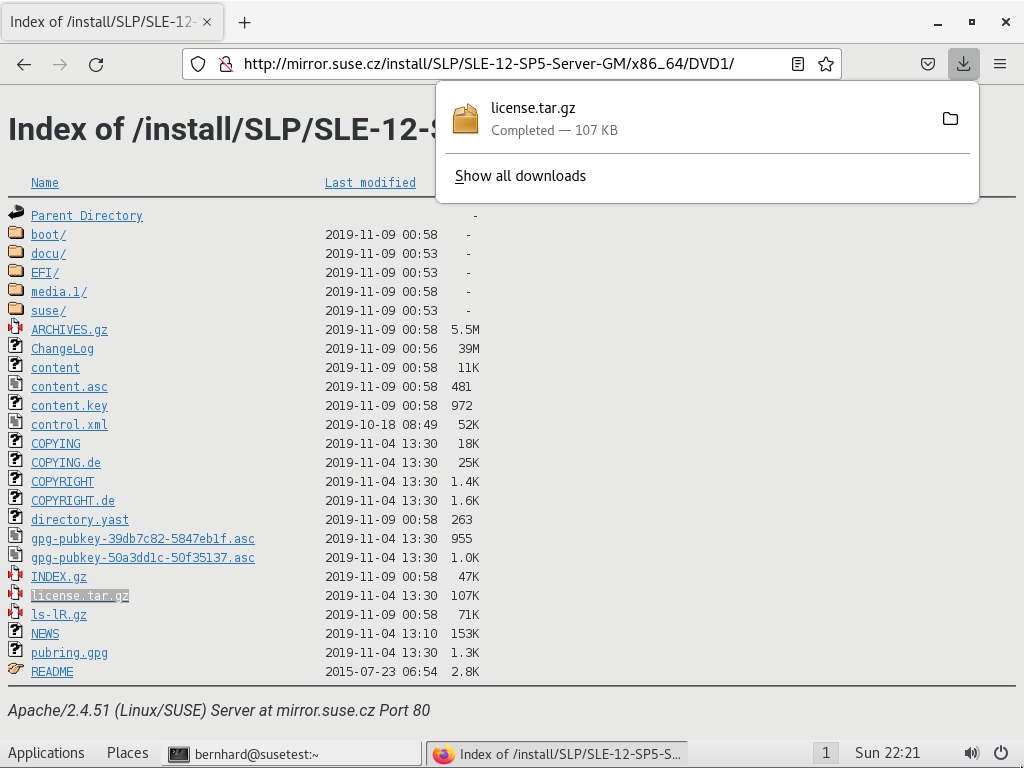 Index of /install/SLP/SLE-12-
http://mirror.suse.cz/install/SLP/SLE-12-SP5-Server-GM/x86_64/DVD1/
license.tar.gz
Completed — 107 KB
Show all downloads
Index of /install/SLP/SLE-12-S
Name Last modified
Parent Directory -
boot/ 2019-11-09 00:58 -
docu/ 2019-11-09 00:53 -
EFI/ 2019-11-09 00:53 -
media.1/ 2019-11-09 00:58 -
suse/ 2019-11-09 00:53 -
ARCHIVES.gz 2019-11-09 00:58 5.5M
ChangeLog 2019-11-09 00:56 39M
content 2019-11-09 00:58 11K
content.asc 2019-11-09 00:58 481
content.key 2019-11-09 00:58 972
control.xml 2019-10-18 08:49 52K
COPYING 2019-11-04 13:30 18K
COPYING.de 2019-11-04 13:30 25K
COPYRIGHT 2019-11-04 13:30 1.4K
COPYRIGHT.de 2019-11-04 13:30 1.6K
directory.yast 2019-11-09 00:58 263
gpg-pubkey-39db7c82-5847eb1f.asc 2019-11-04 13:30 955
gpg-pubkey-50a3dd1c-50f35137.asc 2019-11-04 13:30 1.0K
INDEX.gz 2019-11-09 00:58 47K
license.tar.gz 2019-11-04 13:30 107K
ls-lR.gz 2019-11-09 00:58 71K
NEWS 2019-11-04 13:10 153K
pubring.gpg 2019-11-04 13:30 1.3K
README 2015-07-23 06:54 2.8K
Apache/2.4.51 (Linux/SUSE) Server at mirror.suse.cz Port 80
Applications Places bernhard@susetest:~ Index of /install/SLP/SLE-12-SP5-S... 1 Sun 22:21